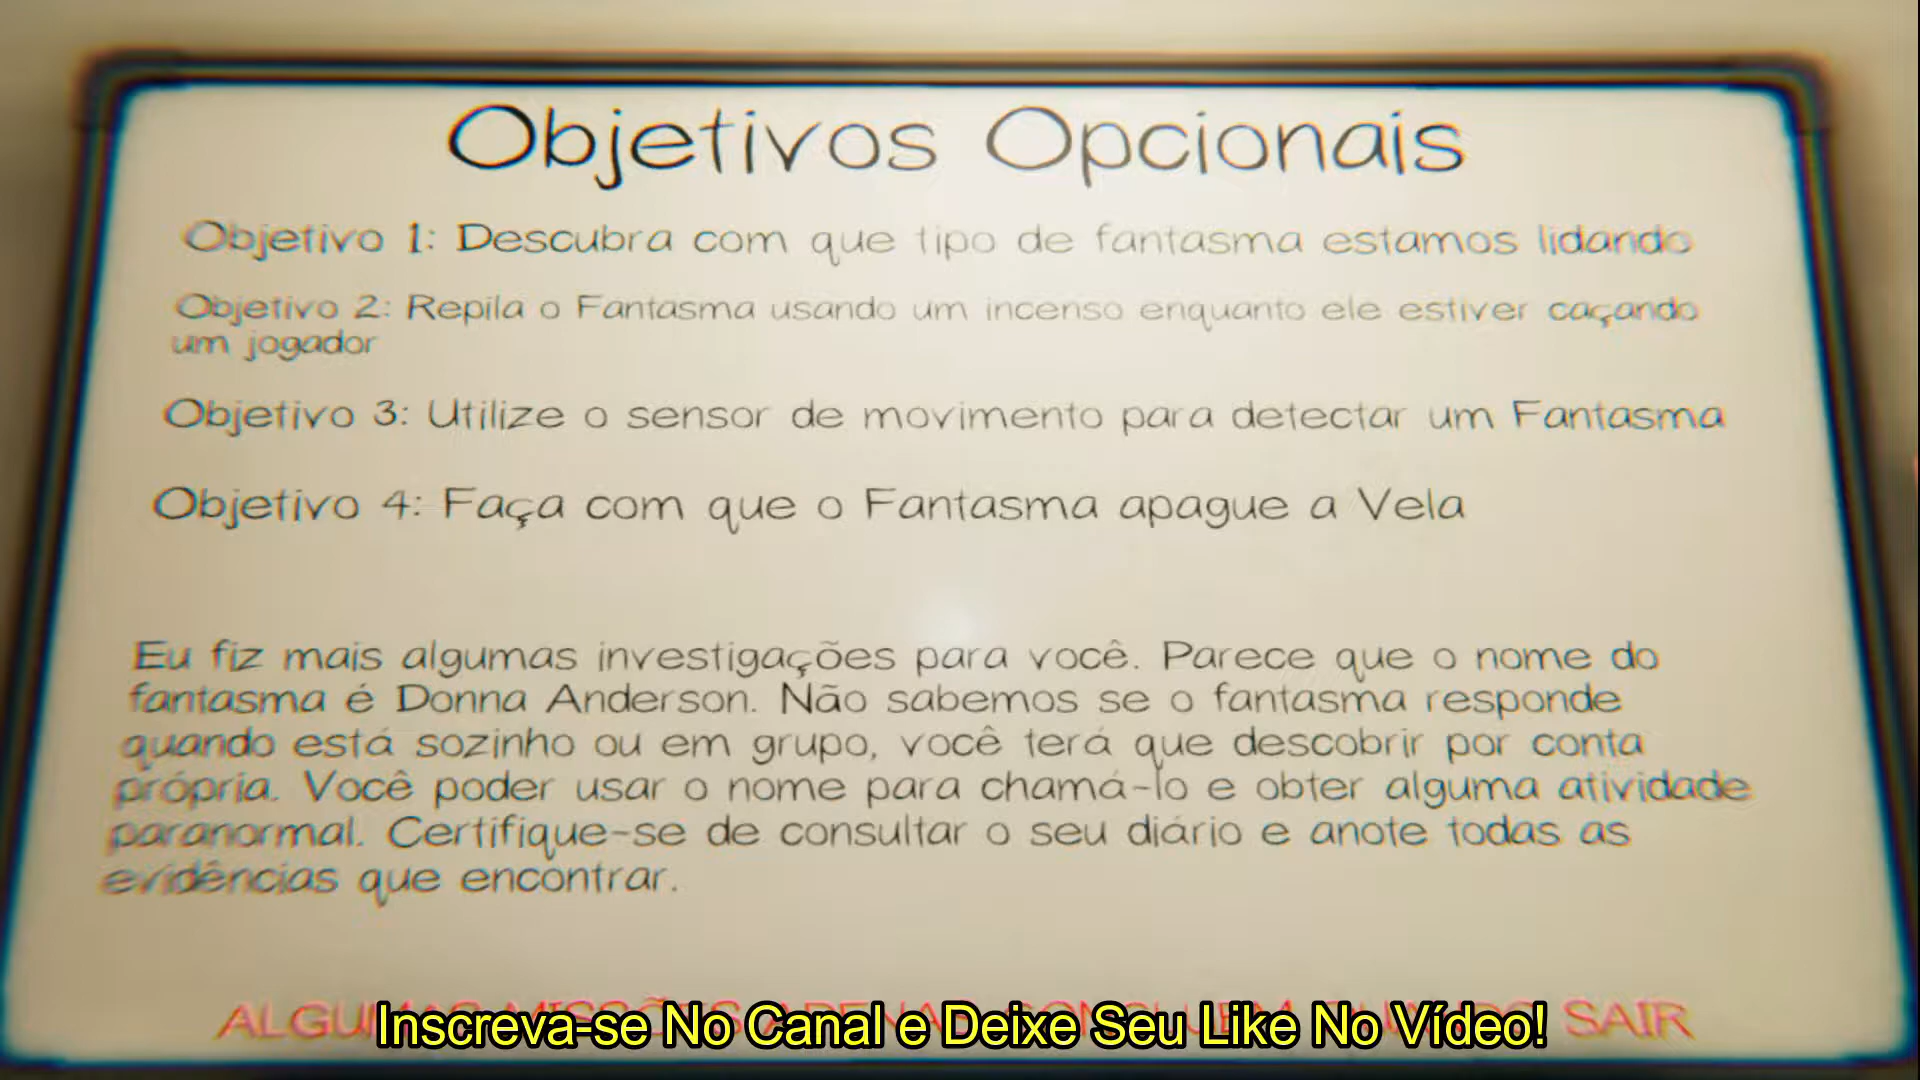 Objetivos Opcionais
Objetivo 1: Descubra com que tipo de fantasma estamos lidando
Objetivo 2: Repila o Fantasma usando um incenso enquanto ele estiver caçando
um jogador
Objetivo 3: Utilize o sensor de movimento para detectar um Fantasma
Objetivo 4: Faça com que o Fantasma apague a Vela
Eu fiz mais algumas investigações para você. Parece que o nome do
fantasma é Donna Anderson. Não sabemos se o fantasma responde
quando está sozinho ou em grupo, você terá que descobrir por conta
própria. Você poder usar o nome para chamá-lo e obter alguma atividade
paranormal. Certifique-se de consultar o seu diário e anote todas as
evidências que encontrar.
SAIR
Inscreva-se No Canal e Deixe Seu Like No Vídeo!